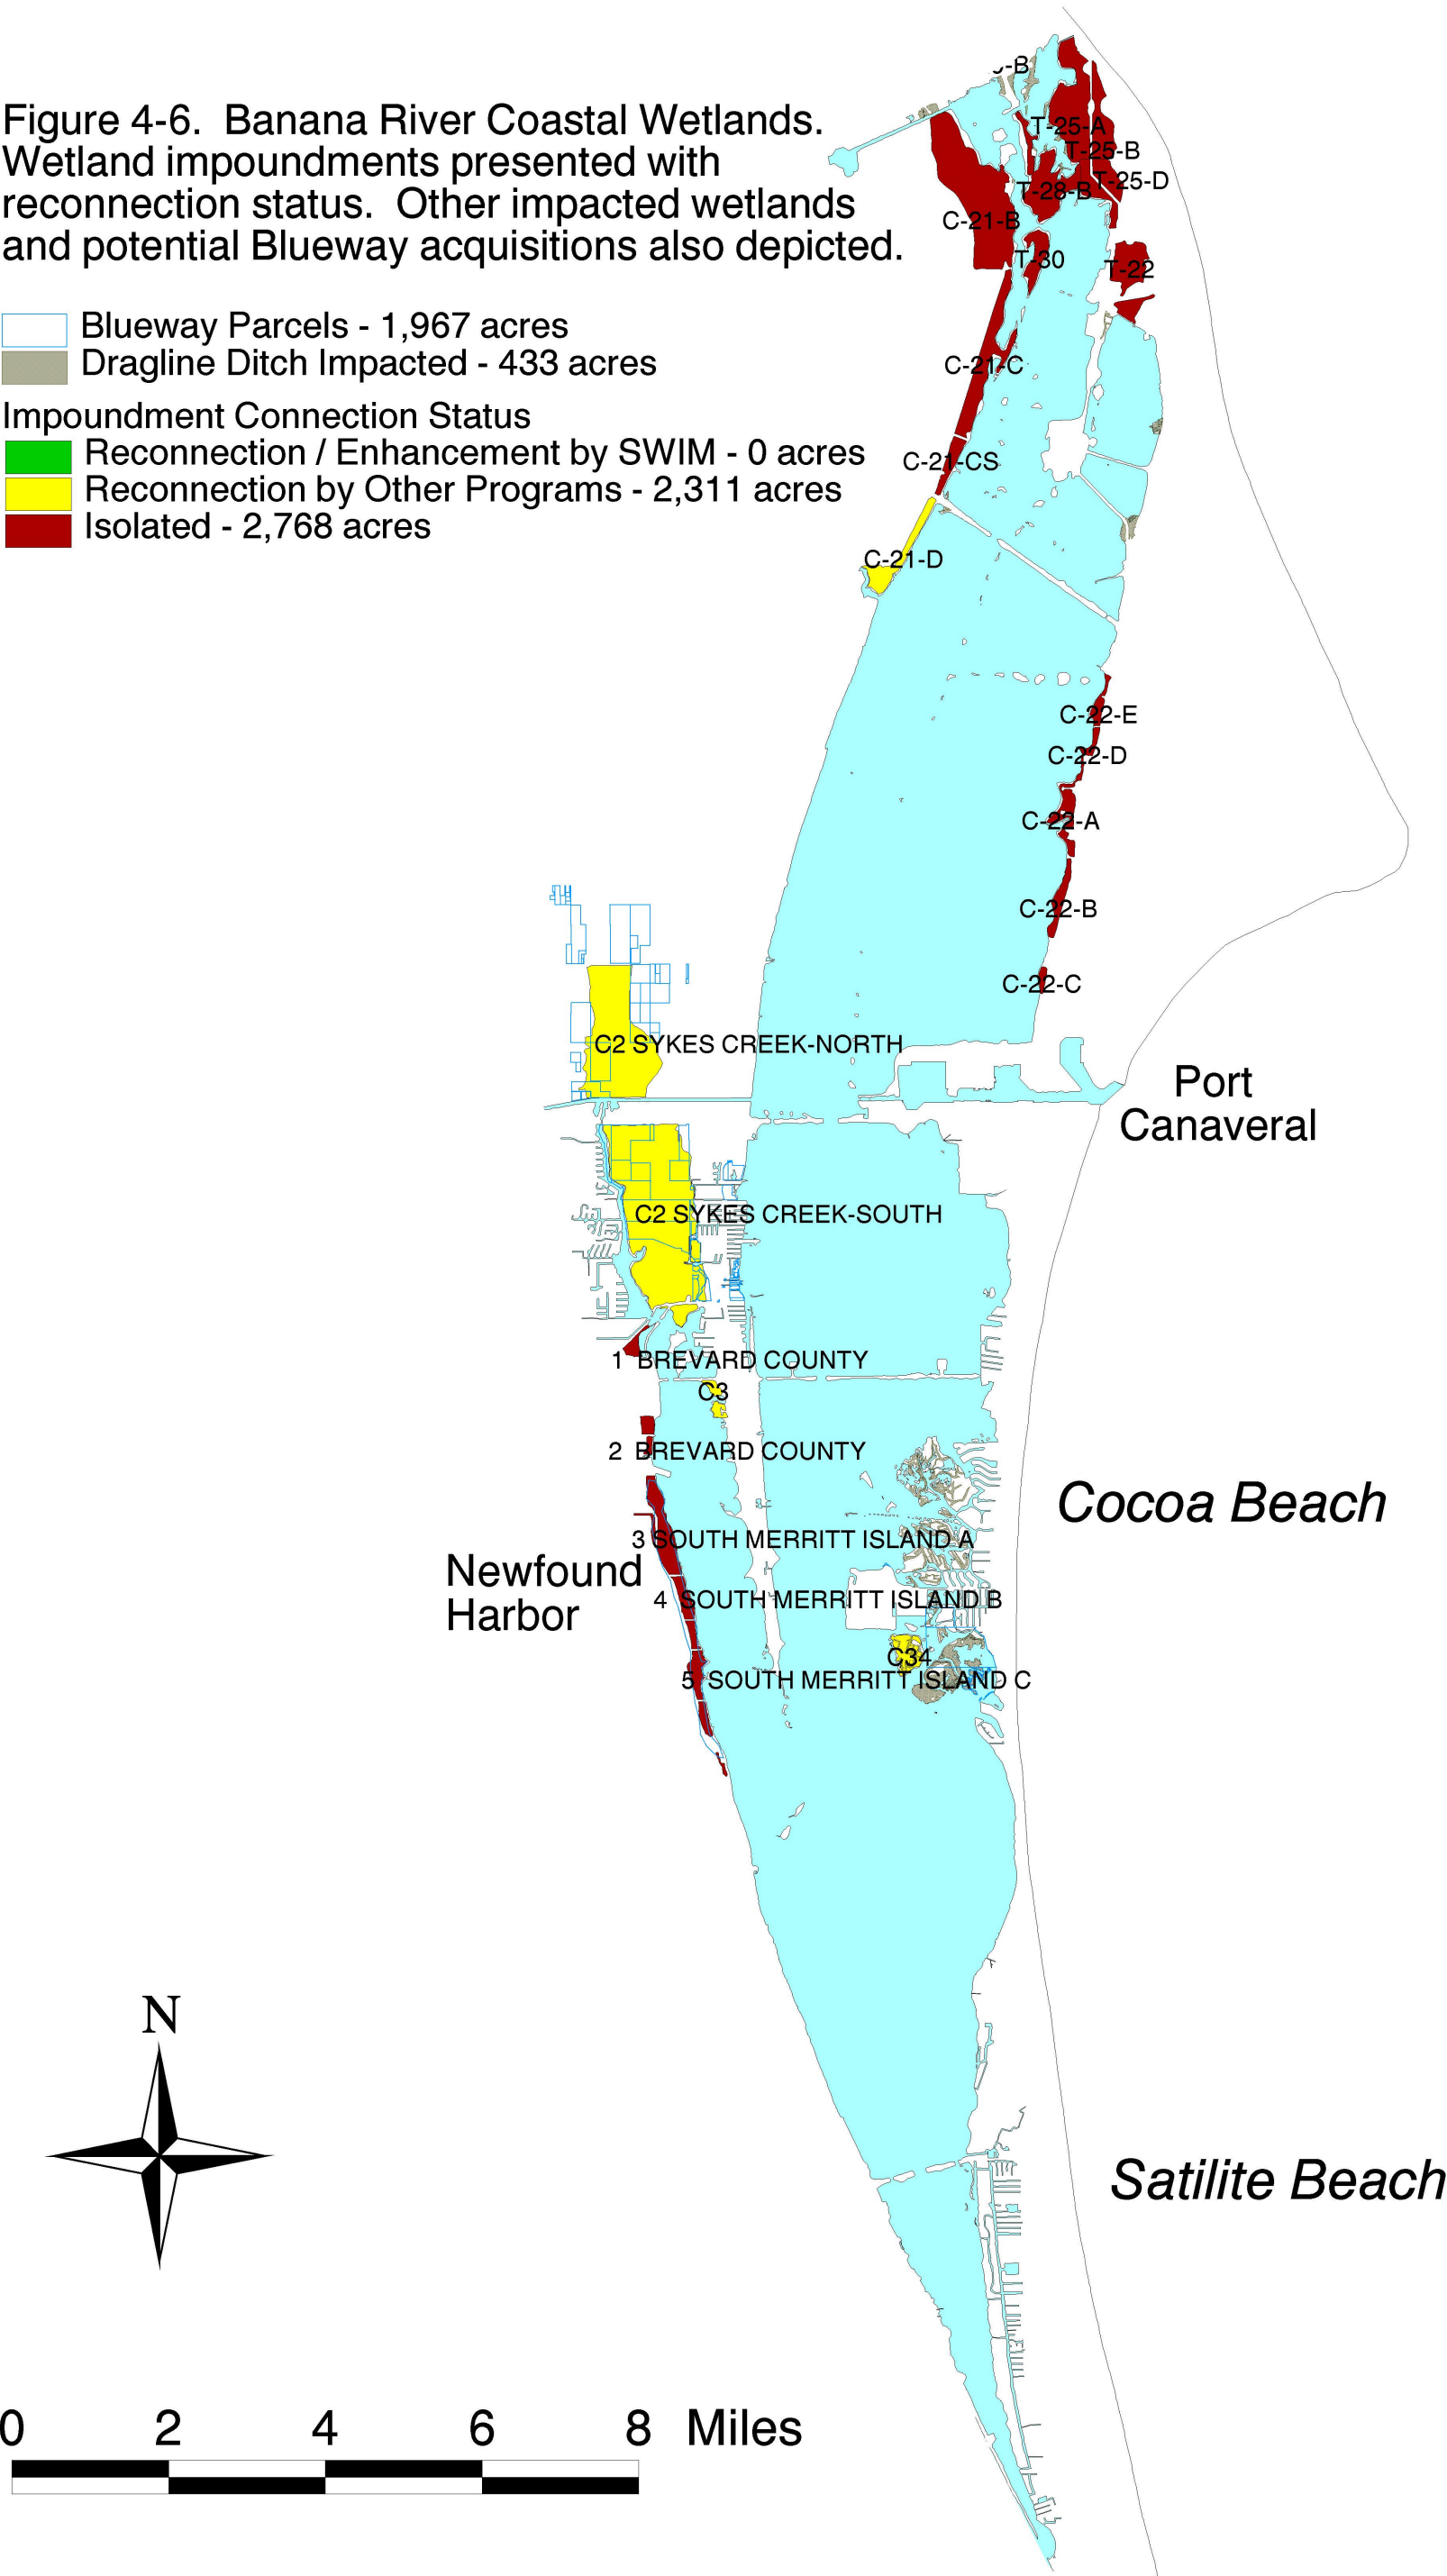 Figure 4-6.  Banana River Coastal Wetlands.
Wetland impoundments presented with
reconnection status.  Other impacted wetlands
and potential Blueway acquisitions also depicted.
Blueway Parcels - 1,967 acres
Dragline Ditch Impacted - 433 acres
Impoundment Connection Status
Reconnection / Enhancement by SWIM - 0 acres
Reconnection by Other Programs - 2,311 acres
Isolated - 2,768 acres
-B
T-25-A
T-25-B
T-25-D
T-28-B
C-21-B
T-30
T-22
C-21-C
C-21-CS
C-21-D
C-22-E
C-22-D
C-22-A
C-22-B
C-22-C
C2 SYKES CREEK-NORTH
Port
Canaveral
C2 SYKES CREEK-SOUTH
1  BREVARD COUNTY
C3
2  BREVARD COUNTY
Cocoa Beach
3 SOUTH MERRITT ISLAND A
Newfound
Harbor
4  SOUTH MERRITT ISLAND B
C34
5  SOUTH MERRITT ISLAND C
N
Satilite Beach
0 2 4 6 8 Miles